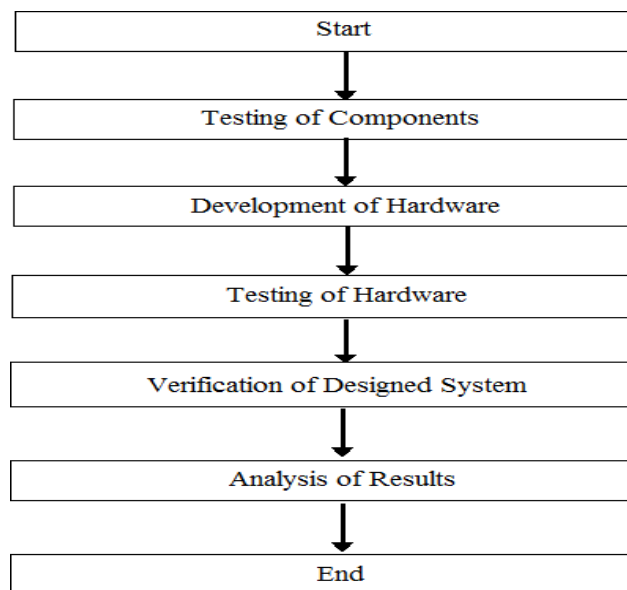 Start
Testing of Components
Development of Hardware
Testing of Hardware
Verification of Designed System
Analysis of Results
End